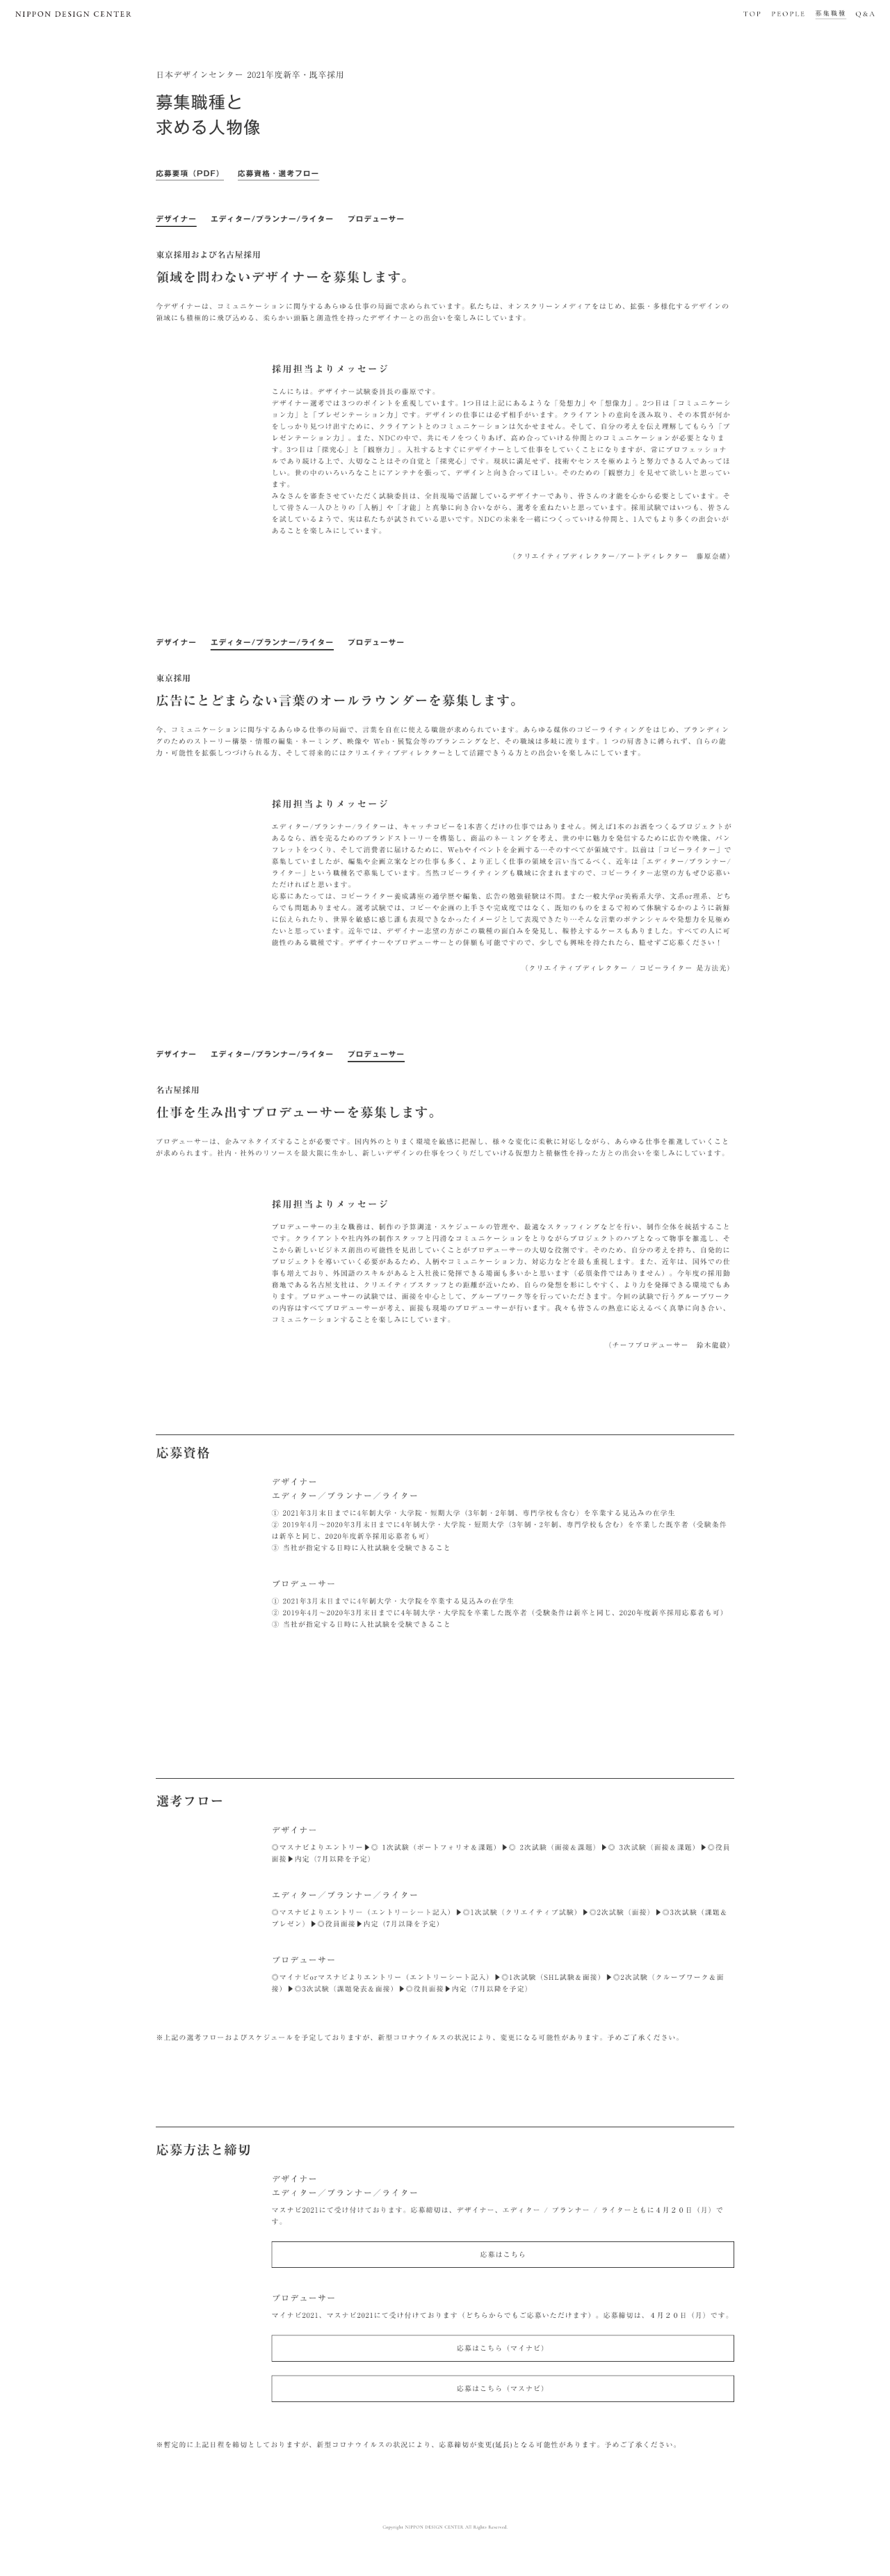 NIPPON DESIGN CENTER
TOP PEOPLE 募集職種 Q&A
日本デザインセンター 2021年度新卒・既卒採用
募集職種と
求める人物像
応募要項（PDF） 応募資格・選考フロー
デザイナー エディター/プランナー/ライター プロデューサー
東京採用および名古屋採用
領域を問わないデザイナーを募集します。
今デザイナーは、コミュニケーションに関与するあらゆる仕事の局面で求められています。私たちは、オンスクリーンメディアをはじめ、拡張・多様化するデザインの
領域にも積極的に飛び込める、柔らかい頭脳と創造性を持ったデザイナーとの出会いを楽しみにしています。
採用担当よりメッセージ
こんにちは。デザイナー試験委員長の藤原です。
デザイナー選考では３つのポイントを重視しています。1つ目は上記にあるような「発想力」や「想像力」。2つ目は「コミュニケーシ
ョン力」と「プレゼンテーション力」です。デザインの仕事には必ず相手がいます。クライアントの意向を汲み取り、その本質が何か
をしっかり見つけ出すために、クライアントとのコミュニケーションは欠かせません。そして、自分の考えを伝え理解してもらう「プ
レゼンテーション力」。また、NDCの中で、共にモノをつくりあげ、高め合っていける仲間とのコミュニケーションが必要となりま
す。3つ目は「探究心」と「観察力」。入社するとすぐにデザイナーとして仕事をしていくことになりますが、常にプロフェッショナ
ルであり続ける上で、大切なことはその自覚と「探究心」です。現状に満足せず、技術やセンスを極めようと努力できる人であってほ
しい。世の中のいろいろなことにアンテナを張って、デザインと向き合ってほしい。そのための「観察力」を見せて欲しいと思ってい
ます。
みなさんを審査させていただく試験委員は、全員現場で活躍しているデザイナーであり、皆さんの才能を心から必要としています。そ
して皆さん一人ひとりの「人柄」や「才能」と真摯に向き合いながら、選考を重ねたいと思っています。採用試験ではいつも、皆さん
を試しているようで、実は私たちが試されている思いです。NDCの未来を一緒につくっていける仲間と、1人でもより多くの出会いが
あることを楽しみにしています。
（クリエイティブディレクター/アートディレクター　藤原奈緒）
デザイナー エディター/プランナー/ライター プロデューサー
東京採用
広告にとどまらない言葉のオールラウンダーを募集します。
今、コミュニケーションに関与するあらゆる仕事の局面で、言葉を自在に使える職能が求められています。あらゆる媒体のコピーライティングをはじめ、ブランディン
グのためのストーリー構築・情報の編集・ネーミング、映像や Web・展覧会等のプランニングなど、その職域は多岐に渡ります。1 つの肩書きに縛られず、自らの能
力・可能性を拡張しつづけられる方、そして将来的にはクリエイティブディレクターとして活躍できうる方との出会いを楽しみにしています。
採用担当よりメッセージ
エディター/プランナー/ライターは、キャッチコピーを1本書くだけの仕事ではありません。例えば1本のお酒をつくるプロジェクトが
あるなら、酒を売るためのブランドストーリーを構築し、商品のネーミングを考え、世の中に魅力を発信するために広告や映像、パン
フレットをつくり、そして消費者に届けるために、Webやイベントを企画する…そのすべてが領域です。以前は「コピーライター」で
募集していましたが、編集や企画立案などの仕事も多く、より正しく仕事の領域を言い当てるべく、近年は「エディター/プランナー/
ライター」という職種名で募集しています。当然コピーライティングも職域に含まれますので、コピーライター志望の方もぜひ応募い
ただければと思います。
応募にあたっては、コピーライター養成講座の通学歴や編集、広告の勉強経験は不問。また一般大学or美術系大学、文系or理系、どち
らでも問題ありません。選考試験では、コピーや企画の上手さや完成度ではなく、既知のものをまるで初めて体験するかのように新鮮
に伝えられたり、世界を敏感に感じ誰も表現できなかったイメージとして表現できたり…そんな言葉のポテンシャルや発想力を見極め
たいと思っています。近年では、デザイナー志望の方がこの職種の面白みを発見し、鞍替えするケースもありました。すべての人に可
能性のある職種です。デザイナーやプロデューサーとの併願も可能ですので、少しでも興味を持たれたら、臆せずご応募ください！
（クリエイティブディレクター / コピーライター 是方法光）
デザイナー エディター/プランナー/ライター プロデューサー
名古屋採用
仕事を生み出すプロデューサーを募集します。
プロデューサーは、企みマネタイズすることが必要です。国内外のとりまく環境を敏感に把握し、様々な変化に柔軟に対応しながら、あらゆる仕事を推進していくこと
が求められます。社内・社外のリソースを最大限に生かし、新しいデザインの仕事をつくりだしていける仮想力と積極性を持った方との出会いを楽しみにしています。
採用担当よりメッセージ
プロデューサーの主な職務は、制作の予算調達・スケジュールの管理や、最適なスタッフィングなどを行い、制作全体を統括すること
です。クライアントや社内外の制作スタッフと円滑なコミュニケーションをとりながらプロジェクトのハブとなって物事を推進し、そ
こから新しいビジネス創出の可能性を見出していくことがプロデューサーの大切な役割です。そのため、自分の考えを持ち、自発的に
プロジェクトを導いていく必要があるため、人柄やコミュニケーション力、対応力などを最も重視します。また、近年は、国外での仕
事も増えており、外国語のスキルがあると入社後に発揮できる場面も多いかと思います（必須条件ではありません）。今年度の採用勤
務地である名古屋支社は、クリエイティブスタッフとの距離が近いため、自らの発想を形にしやすく、より力を発揮できる環境でもあ
ります。プロデューサーの試験では、面接を中心として、グループワーク等を行っていただきます。今回の試験で行うグループワーク
の内容はすべてプロデューサーが考え、面接も現場のプロデューサーが行います。我々も皆さんの熱意に応えるべく真摯に向き合い、
コミュニケーションすることを楽しみにしています。
（チーフプロデューサー　鈴木龍毅）
応募資格
デザイナー
エディター／プランナー／ライター
① 2021年3月末日までに4年制大学・大学院・短期大学（3年制・2年制、専門学校も含む）を卒業する見込みの在学生
② 2019年4月〜2020年3月末日までに4年制大学・大学院・短期大学（3年制・2年制、専門学校も含む）を卒業した既卒者（受験条件
は新卒と同じ、2020年度新卒採用応募者も可）
③ 当社が指定する日時に入社試験を受験できること
プロデューサー
① 2021年3月末日までに4年制大学・大学院を卒業する見込みの在学生
② 2019年4月〜2020年3月末日までに4年制大学・大学院を卒業した既卒者（受験条件は新卒と同じ、2020年度新卒採用応募者も可）
③ 当社が指定する日時に入社試験を受験できること
選考フロー
デザイナー
◎マスナビよりエントリー▶◎ 1次試験（ポートフォリオ＆課題）▶◎ 2次試験（面接＆課題）▶◎ 3次試験（面接＆課題）▶◎役員
面接▶内定（7月以降を予定）
エディター／プランナー／ライター
◎マスナビよりエントリー（エントリーシート記入）▶◎1次試験（クリエイティブ試験）▶◎2次試験（面接）▶◎3次試験（課題＆
プレゼン）▶◎役員面接▶内定（7月以降を予定）
プロデューサー
◎マイナビorマスナビよりエントリー（エントリーシート記入）▶◎1次試験（SHL試験＆面接）▶◎2次試験（グループワーク＆面
接）▶◎3次試験（課題発表＆面接）▶◎役員面接▶内定（7月以降を予定）
※上記の選考フローおよびスケジュールを予定しておりますが、新型コロナウイルスの状況により、変更になる可能性があります。予めご了承ください。
応募方法と締切
デザイナー
エディター／プランナー／ライター
マスナビ2021にて受け付けております。応募締切は、デザイナー、エディター / プランナー / ライターともに４月２０日（月）で
す。
応募はこちら
プロデューサー
マイナビ2021、マスナビ2021にて受け付けております（どちらからでもご応募いただけます）。応募締切は、４月２０日（月）です。
応募はこちら（マイナビ）
応募はこちら（マスナビ）
※暫定的に上記日程を締切としておりますが、新型コロナウイルスの状況により、応募締切が変更(延長)となる可能性があります。予めご了承ください。
Copyright NIPPON DESIGN CENTER All Rights Reserved.